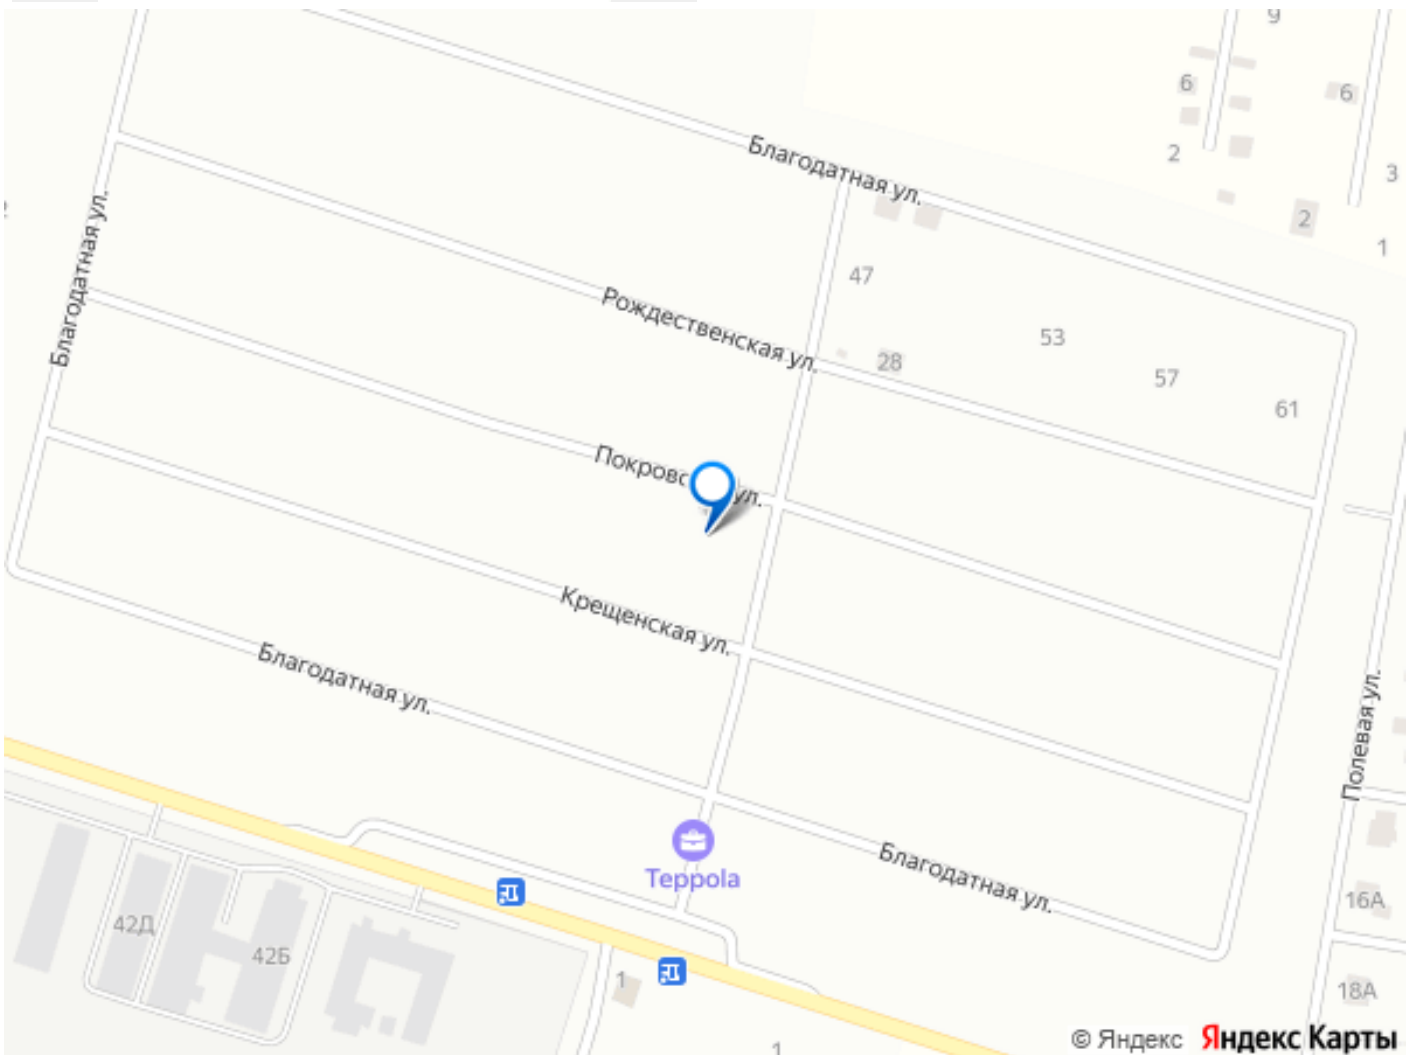 9
6
6
Благодатная ул.
2
3
2
1
Благодатная ул.
47
Рождественская ул.
53
28
57
61
Покровс
ул.
Крещенская ул.
Благодатная ул.
Полевая ул.
Teppola
Благодатная ул.
16А
42Д
42Б
1
18А
1
© Яндекс Яндекс Карты